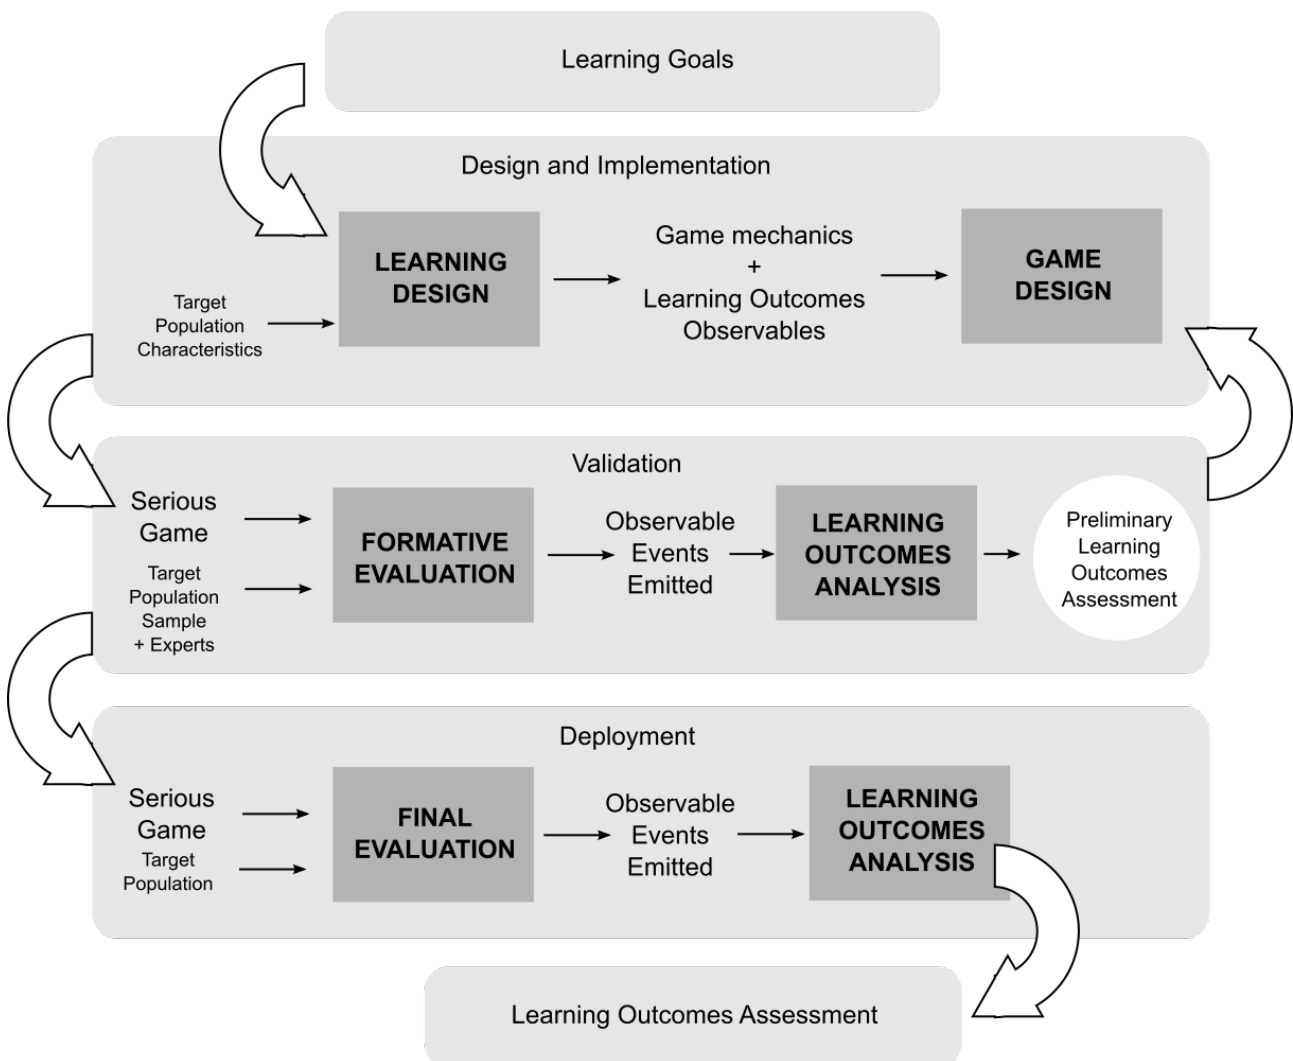 Learning Goals
Design and Implementation
Target
Population
Characteristics
LEARNING
DESIGN
Game mechanics
+
Learning Outcomes
Observables
GAME
DESIGN
Validation
Serious
Game
Target
Population
Sample
+ Experts
FORMATIVE
EVALUATION
Observable
Events
Emitted
LEARNING
OUTCOMES
ANALYSIS
Preliminary
Learning
Outcomes
Assessment
Deployment
Serious
Game
Target
Population
FINAL
EVALUATION
Observable
Events
Emitted
LEARNING
OUTCOMES
ANALYSIS
Learning Outcomes Assessment